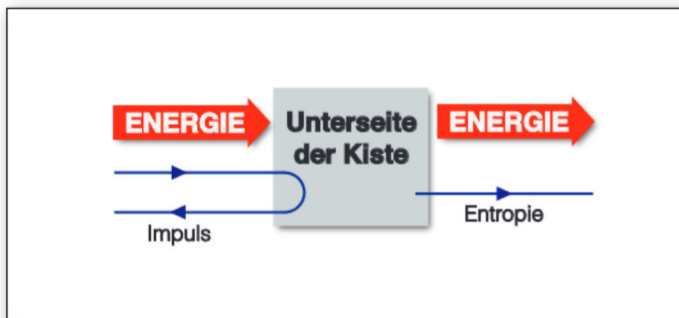 ENERGIE
Unterseite
der Kiste
ENERGIE
Impuls
Entropie